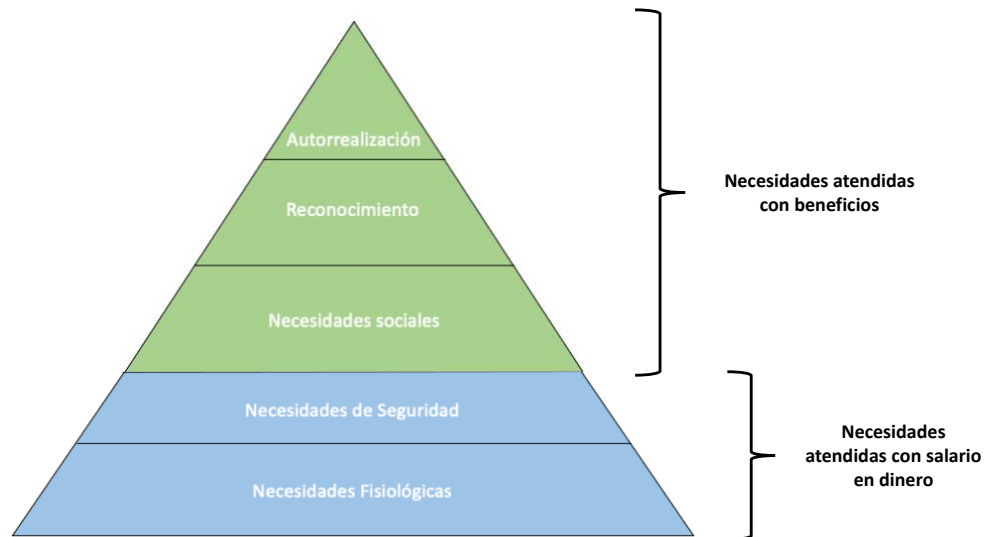 Autorrealización
Reconocimiento
Necesidades sociales
Necesidades de Seguridad
Necesidades Fisiológicas
Necesidades atendidas
con beneficios
Necesidades
atendidas con salario
en dinero